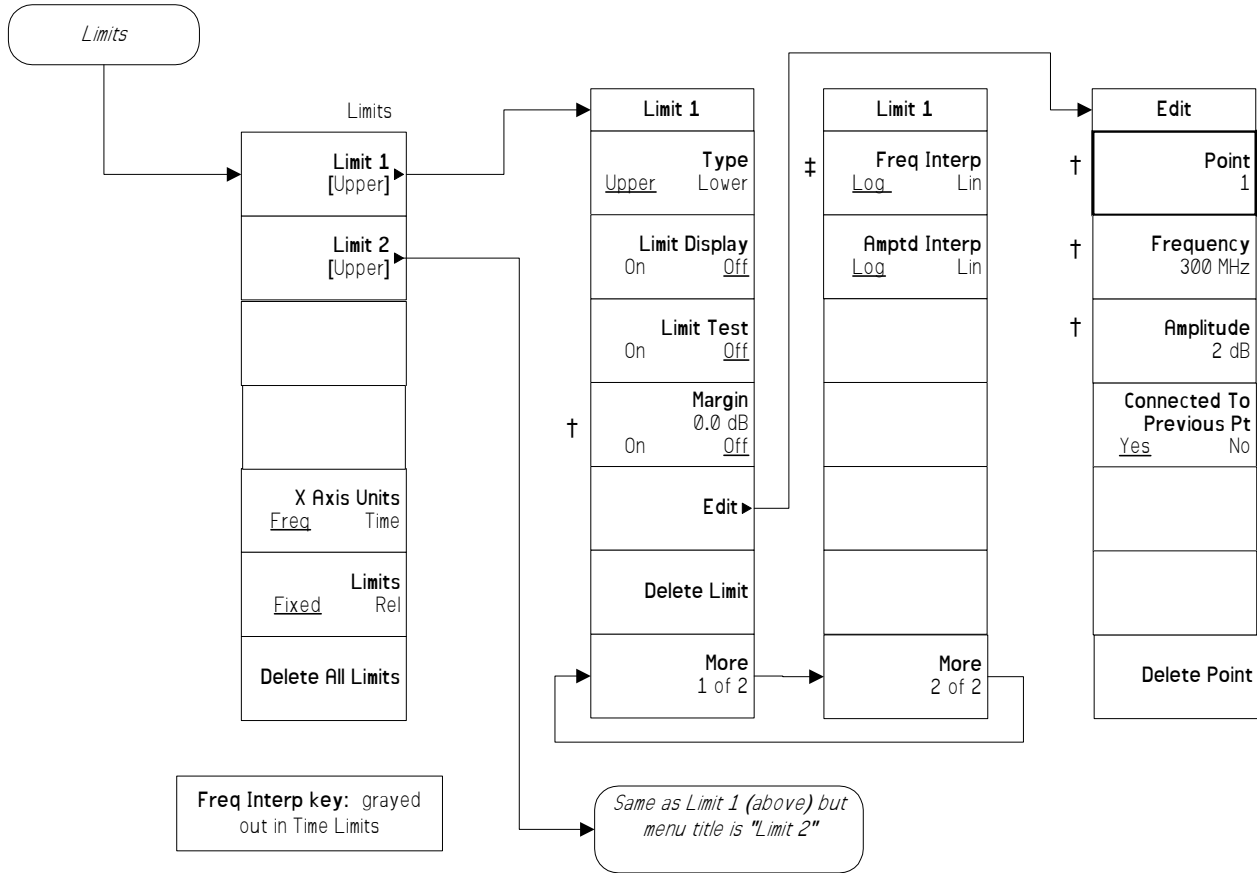 Limits
Limits
Limit 1
[Upper]
Limit 2
[Upper]
X Axis Units
Freq Time
Limits
Fixed Rel
Delete All Limits
Limit 1
Type
Upper Lower
Limit Display
On Off
Limit Test
On Off
†
Margin
0.0 dB
On Off
Edit
Delete Limit
More
1 of 2
Limit 1
‡
Freq Interp
Log Lin
Amptd Interp
Log Lin
More
2 of 2
Edit
†
Point
1
†
Frequency
300 MHz
†
Amplitude
2 dB
Connected To
Previous Pt
Yes No
Delete Point
Freq Interp key: grayed
out in Time Limits
Same as Limit 1 (above) but
menu title is "Limit 2"